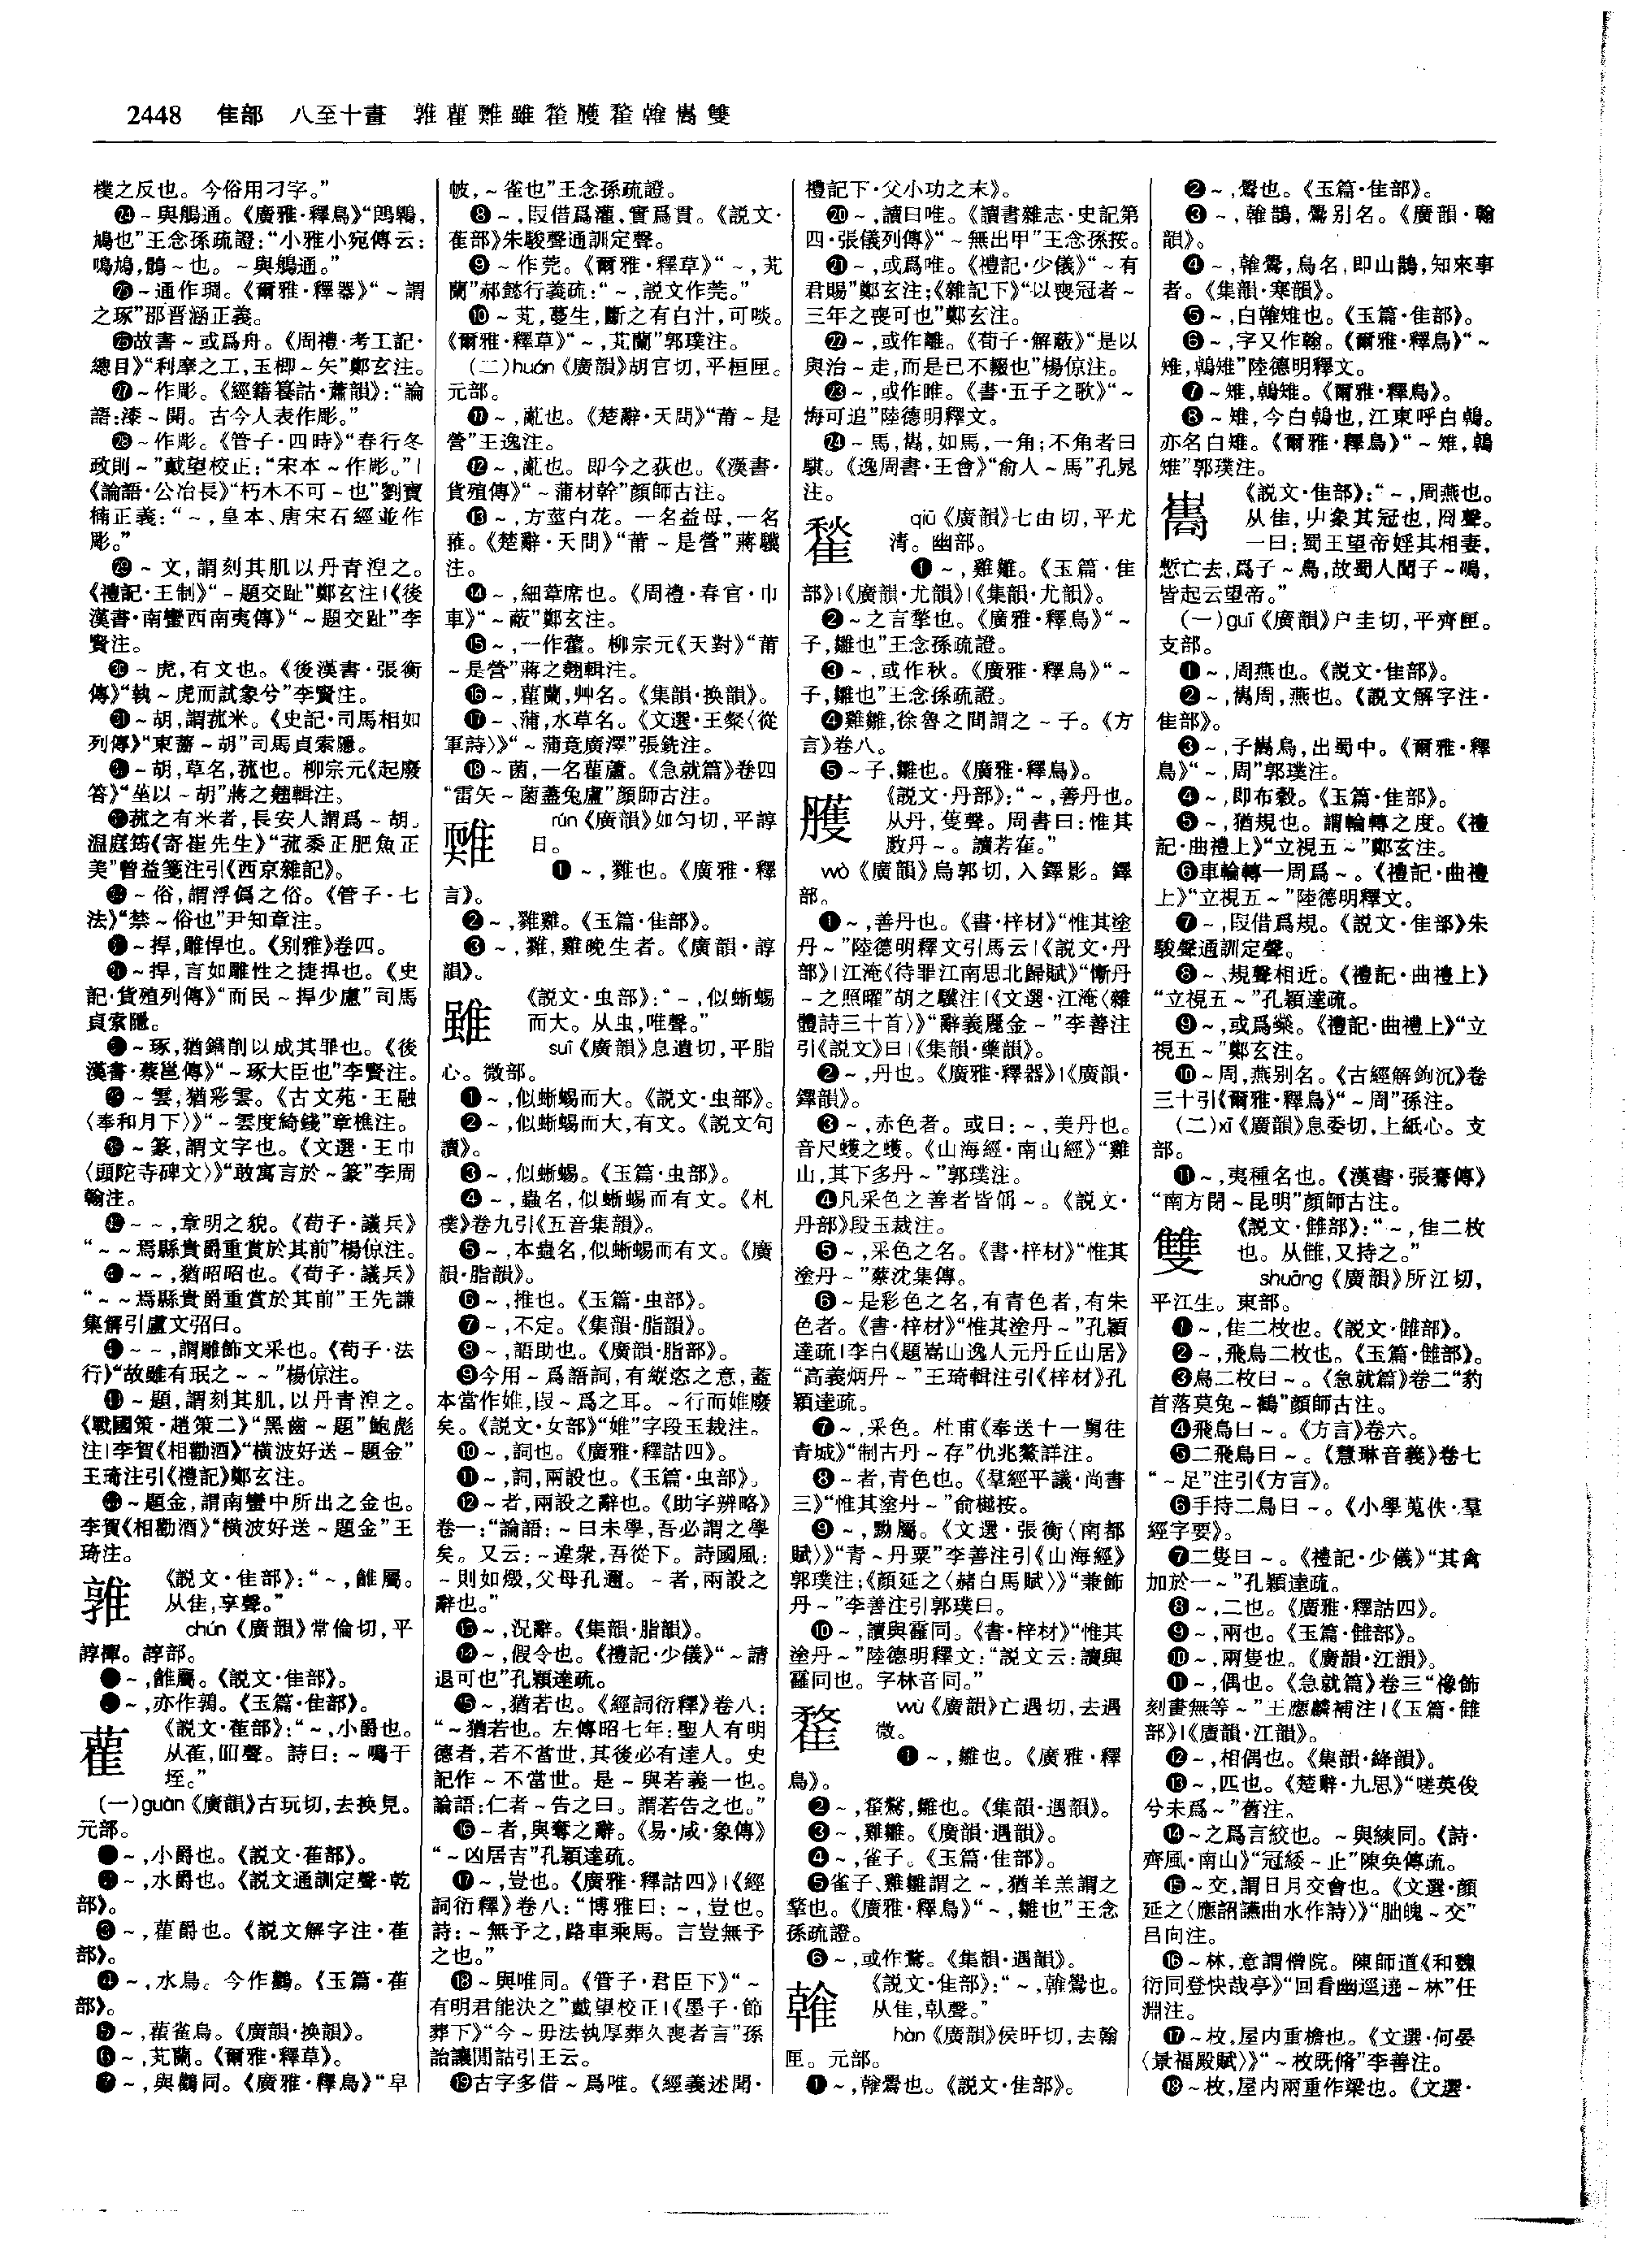 2448 隹部 八至十畫 雜雚䨄雖䨂雘䨁雗巂雙
樸之反也。今俗用刁字。”
㉔~與鵰通。《廣雅·釋鳥》“鶻鵃，
鳩也”王念孫疏證：“小雅小宛傳云：
鳴鳩，鶻~也。~與鵰通。”
㉕~通作琱。《爾雅·釋器》“~謂
之琢”邵晋涵正義。
㉖故書~或爲舟。《周禮·考工記·
總目》“刮摩之工，玉楖~矢”鄭玄注。
㉗~作彫。《經籍籑詁·蕭韻》：“論
語：漆~開。古今人表作彫。”
㉘~作彫。《管子·四時》“春行冬
政則~”戴望校正：“宋本~作彫。”|
《論語·公冶長》“朽木不可~也”劉寶
楠正義：“~，皇本、唐宋石經並作
彫。”
㉙~文，謂刻其肌以丹青湼之。
《禮記·王制》“~題交趾”鄭玄注|《後
漢書·南蠻西南夷傳》“~題交趾”李
賢注。
㉚~虎，有文也。《後漢書·張衡
傳》“執~虎而試象兮”李賢注。
㉛~胡，謂菰米。《史記·司馬相如
列傳》“東蘠~胡”司馬貞索隱。
㉜~胡，草名，菰也。柳宗元《起廢
答》“坐以~胡”蔣之翹輯注。
㉝菰之有米者，長安人謂爲~胡。
温庭筠《寄崔先生》“菰黍正肥魚正
美”曾益箋注引《西京雜記》。
㉞~俗，謂浮僞之俗。《管子·七
法》“禁~俗也”尹知章注。
㉟~捍，雕悍也。《别雅》卷四。
㊱~捍，言如雕性之捷捍也。《史
記·貨殖列傳》“而民~捍少慮”司馬
貞索隱。
㊲~琢，猶鐫削以成其罪也。《後
漢書·蔡邕傳》“~琢大臣也”李賢注。
㊳~雲，猶彩雲。《古文苑·王融
〈奉和月下〉》“~雲度綺錢”章樵注。
㊴~篆，謂文字也。《文選·王巾
〈頭陀寺碑文〉》“敢寓言於~篆”李周
翰注。
㊵~~，章明之貌。《荀子·議兵》
“~~焉縣貴爵重賞於其前”楊倞注。
㊶~~，猶昭昭也。《荀子·議兵》
“~~焉縣貴爵重賞於其前”王先謙
集解引盧文弨曰。
㊷~~，謂雕飾文采也。《荀子·法
行》“故雖有珉之~~”楊倞注。
㊸~題，謂刻其肌，以丹青湼之。
《戰國策·趙策二》“黑齒~題”鮑彪
注|李賀《相勸酒》“横波好送~題金”
王琦注引《禮記》鄭玄注。
㊹~題金，謂南蠻中所出之金也。
李賀《相勸酒》“横波好送~題金”王
琦注。
《説文·隹部》：“~，雔屬。
从隹，享聲。”
chún《廣韻》常倫切，平
諄禪。諄部。
❶~，雔屬。《説文·隹部》。
❷~，亦作鶉。《玉篇·隹部》。
雚
《説文·萑部》：“~，小爵也。
从萑，吅聲。詩曰：~鳴于
垤。”
(一)guàn《廣韻》古玩切，去换見。
元部。
❶~，小爵也。《説文·萑部》。
❷~，水爵也。《説文通訓定聲·乾
部》。
❸~，雚爵也。《説文解字注·萑
部》。
❹~，水鳥。今作鸛。《玉篇·萑
部》。
❺~，雚雀鳥。《廣韻·换韻》。
❻~，芄蘭。《爾雅·釋草》。
❼~，與鸛同。《廣雅·釋鳥》“皁
帔，~雀也”王念孫疏證。
❽~，叚借爲灌，實爲貫。《説文·
萑部》朱駿聲通訓定聲。
❾~作莞。《爾雅·釋草》“~，芄
蘭”郝懿行義疏：“~，説文作莞。”
❿~芄，蔓生，斷之有白汁，可啖。
《爾雅·釋草》“~，芄蘭”郭璞注。
(二)huán《廣韻》胡官切，平桓匣。
元部。
⓫~，薍也。《楚辭·天問》“莆~是
營”王逸注。
⓬~，薍也。即今之荻也。《漢書·
貨殖傳》“~蒲材幹”顔師古注。
⓭~，方莖白花。一名益母，一名
蓷。《楚辭·天問》“莆~是營”蔣驥
注。
⓮~，細葦席也。《周禮·春官·巾
車》“~蔽”鄭玄注。
⓯~，一作藿。柳宗元《天對》“莆
~是營”蔣之翹輯注。
⓰~，雚蘭，艸名。《集韻·换韻》。
⓱~、蒲，水草名。《文選·王粲〈從
軍詩〉》“~蒲竟廣澤”張銑注。
⓲~菌，一名雚蘆。《急就篇》卷四
“雷矢~菌藎兔盧”顔師古注。
rún《廣韻》如匀切，平諄
日。
❶~，雞也。《廣雅·釋
言》。
❷~，雞雛。《玉篇·隹部》。
❸~，雞，雞晚生者。《廣韻·諄
韻》。
雖
《説文·虫部》：“~，似蜥蜴
而大。从虫，唯聲。”
suī《廣韻》息遺切，平脂
心。微部。
❶~，似蜥蜴而大。《説文·虫部》。
❷~，似蜥蜴而大，有文。《説文句
讀》。
❸~，似蜥蜴。《玉篇·虫部》。
❹~，蟲名，似蜥蜴而有文。《札
樸》卷九引《五音集韻》。
❺~，本蟲名，似蜥蜴而有文。《廣
韻·脂韻》。
❻~，推也。《玉篇·虫部》。
❼~，不定。《集韻·脂韻》。
❽~，語助也。《廣韻·脂部》。
❾今用~爲語詞，有縱恣之意，蓋
本當作婎，叚~爲之耳。~行而婎廢
矣。《説文·女部》“婎”字段玉裁注。
❿~，詞也。《廣雅·釋詁四》。
⓫~，詞，兩設也。《玉篇·虫部》。
⓬~者，兩設之辭也。《助字辨略》
卷一：“論語：~曰未學，吾必謂之學
矣。又云：~違衆，吾從下。詩國風：
~則如燬，父母孔邇。~者，兩設之
辭也。”
⓭~，況辭。《集韻·脂韻》。
⓮~，假令也。《禮記·少儀》“~請
退可也”孔穎達疏。
⓯~，猶若也。《經詞衍釋》卷八：
“~猶若也。左傳昭七年：聖人有明
德者，若不當世，其後必有達人。史
記作~不當世。是~與若義一也。
論語：仁者~告之曰。謂若告之也。”
⓰~者，與奪之辭。《易·咸·象傳》
“~凶居吉”孔穎達疏。
⓱~，豈也。《廣雅·釋詁四》|《經
詞衍釋》卷八：“博雅曰：~，豈也。
詩：~無予之，路車乘馬。言豈無予
之也。”
⓲~與唯同。《管子·君臣下》“~
有明君能決之”戴望校正|《墨子·節
葬下》“今~毋法執厚葬久喪者言”孫
詒讓閒詁引王云。
⓳古字多借~爲唯。《經義述聞·
禮記下·父小功之末》。
⓴~，讀曰唯。《讀書雜志·史記第
四·張儀列傳》“~無出甲”王念孫按。
㉑~，或爲唯。《禮記·少儀》“~有
君賜”鄭玄注；《雜記下》“以喪冠者~
三年之喪可也”鄭玄注。
㉒~，或作離。《荀子·解蔽》“是以
與治~走，而是己不輟也”楊倞注。
㉓~，或作睢。《書·五子之歌》“~
悔可追”陸德明釋文。
㉔~馬，巂，如馬，一角；不角者曰
騏。《逸周書·王會》“俞人~馬”孔晁
注。
qiū《廣韻》七由切，平尤
清。幽部。
❶~，雞雛。《玉篇·隹
部》|《廣韻·尤韻》|《集韻·尤韻》。
❷~之言揫也。《廣雅·釋鳥》“~
子，雛也”王念孫疏證。
❸~，或作秋。《廣雅·釋鳥》“~
子，雛也”王念孫疏證。
❹雞雛，徐魯之間謂之~子。《方
言》卷八。
❺~子，雛也。《廣雅·釋鳥》。
雘
《説文·丹部》：“~，善丹也。
从丹，隻聲。周書曰：惟其
敿丹~。讀若隺。”
wò《廣韻》烏郭切，入鐸影。鐸
部。
❶~，善丹也。《書·梓材》“惟其塗
丹~”陸德明釋文引馬云|《説文·丹
部》|江淹《待罪江南思北歸賦》“慚丹
~之照曜”胡之驥注|《文選·江淹〈雜
體詩三十首〉》“辭義麗金~”李善注
引《説文》曰|《集韻·藥韻》。
❷~，丹也。《廣雅·釋器》|《廣韻·
鐸韻》。
❸~，赤色者。或曰：~，美丹也。
音尺蠖之蠖。《山海經·南山經》“雞
山，其下多丹~”郭璞注。
❹凡采色之善者皆偁~。《説文·
丹部》段玉裁注。
❺~，采色之名。《書·梓材》“惟其
塗丹~”蔡沈集傳。
❻~是彩色之名，有青色者，有朱
色者。《書·梓材》“惟其塗丹~”孔穎
達疏|李白《題嵩山逸人元丹丘山居》
“高義炳丹~”王琦輯注引《梓材》孔
穎達疏。
❼~，采色。杜甫《奉送十一舅往
青城》“制古丹~存”仇兆鰲詳注。
❽~者，青色也。《羣經平議·尚書
三》“惟其塗丹~”俞樾按。
❾~，黝屬。《文選·張衡〈南都
賦〉》“青~丹粟”李善注引《山海經》
郭璞注；《顔延之〈赭白馬賦〉》“兼飾
丹~”李善注引郭璞曰。
❿~，讀與靃同。《書·梓材》“惟其
塗丹~”陸德明釋文：“説文云：讀與
靃同也。字林音同。”
wù《廣韻》亡遇切，去遇
微。
❶~，雛也。《廣雅·釋
鳥》。
❷~，雓鶖，雛也。《集韻·遇韻》。
❸~，雞雛。《廣韻·遇韻》。
❹~，雀子。《玉篇·隹部》。
❺雀子、雞雛謂之~，猶羊羔謂之
䍮也。《廣雅·釋鳥》“~，雛也”王念
孫疏證。
❻~，或作鶩。《集韻·遇韻》。
雗
《説文·隹部》：“~，雗鷽也。
从隹，倝聲。”
hàn《廣韻》侯旰切，去翰
匣。元部。
❶~，雗鷽也。《説文·隹部》。
❷~，鷽也。《玉篇·隹部》。
❸~，雗鵲，鷽别名。《廣韻·翰
韻》。
❹~，雗鷽，鳥名，即山鵲，知來事
者。《集韻·寒韻》。
❺~，白雗雉也。《玉篇·隹部》。
❻~，字又作翰。《爾雅·釋鳥》“~
雉，鵫雉”陸德明釋文。
❼~雉，鵫雉。《爾雅·釋鳥》。
❽~雉，今白鵫也，江東呼白鵫。
亦名白雉。《爾雅·釋鳥》“~雉，鵫
雉”郭璞注。
巂
《説文·隹部》：“~，周燕也。
从隹，屮象其冠也，冏聲。
一曰：蜀王望帝婬其相妻，
慙亡去，爲子~鳥，故蜀人聞子~鳴，
皆起云望帝。”
(一)guī《廣韻》户圭切，平齊匣。
支部。
❶~，周燕也。《説文·隹部》。
❷~，巂周，燕也。《説文解字注·
隹部》。
❸~，子巂鳥，出蜀中。《爾雅·釋
鳥》“~，周”郭璞注。
❹~，即布穀。《玉篇·隹部》。
❺~，猶規也。謂輪轉之度。《禮
記·曲禮上》“立視五~”鄭玄注。
❻車輪轉一周爲~。《禮記·曲禮
上》“立視五~”陸德明釋文。
❼~，叚借爲規。《説文·隹部》朱
駿聲通訓定聲。
❽~、規聲相近。《禮記·曲禮上》
“立視五~”孔穎達疏。
❾~，或爲繠。《禮記·曲禮上》“立
視五~”鄭玄注。
❿~周，燕别名。《古經解鈎沉》卷
三十引《爾雅·釋鳥》“~周”孫注。
(二)xī《廣韻》息委切，上紙心。支
部。
⓫~，夷種名也。《漢書·張騫傳》
“南方閉~昆明”顔師古注。
雙
《説文·雔部》：“~，隹二枚
也。从雔，又持之。”
shuāng《廣韻》所江切，
平江生。東部。
❶~，隹二枚也。《説文·雔部》。
❷~，飛鳥二枚也。《玉篇·雔部》。
❸鳥二枚曰~。《急就篇》卷二“豹
首落莫兔~鶴”顔師古注。
❹飛鳥曰~。《方言》卷六。
❺二飛鳥曰~。《慧琳音義》卷七
“~足”注引《方言》。
❻手持二鳥曰~。《小學蒐佚·羣
經字要》。
❼二隻曰~。《禮記·少儀》“其禽
加於一~”孔穎達疏。
❽~，二也。《廣雅·釋詁四》。
❾~，兩也。《玉篇·雔部》。
❿~，兩隻也。《廣韻·江韻》。
⓫~，偶也。《急就篇》卷三“橡飾
刻畫無等~”王應麟補注|《玉篇·雔
部》|《廣韻·江韻》。
⓬~，相偶也。《集韻·絳韻》。
⓭~，匹也。《楚辭·九思》“嗟英俊
兮未爲~”舊注。
⓮~之爲言絞也。~與緉同。《詩·
齊風·南山》“冠緌~止”陳奂傳疏。
⓯~交，謂日月交會也。《文選·顔
延之〈應詔讌曲水作詩〉》“朏魄~交”
吕向注。
⓰~林，意謂僧院。陳師道《和魏
衍同登快哉亭》“回看幽逕遶~林”任
淵注。
⓱~枚，屋内重檐也。《文選·何晏
〈景福殿賦〉》“~枚既脩”李善注。
⓲~枚，屋内兩重作梁也。《文選·